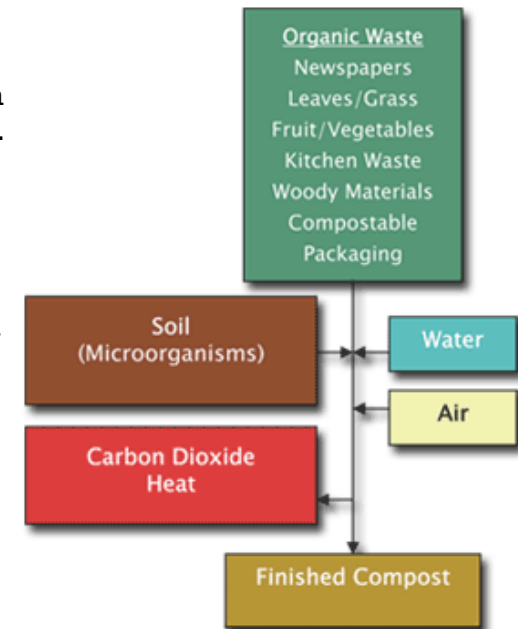 Organic Waste
Newspapers
Leaves/Grass
Fruit/Vegetables
Kitchen Waste
Woody Materials
Compostable
Packaging
Soil
(Microorganisms)
Water
Air
Carbon Dioxide
Heat
Finished Compost